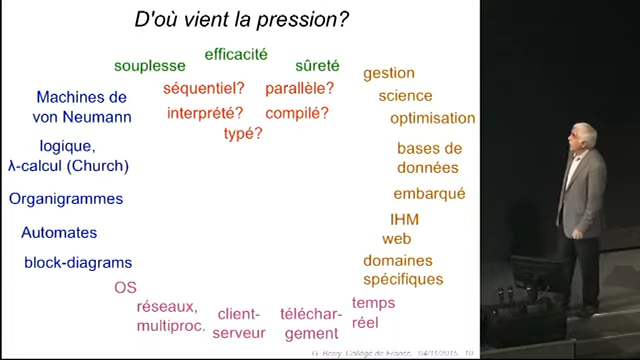 D'où vient la pression?
efficacité
souplesse
sûreté
séquentiel?
parallèle?
interprété?
compilé?
typé?
Machines de
von Neumann
logique,
λ-calcul (Church)
Organigrammes
Automates
block-diagrams
gestion
science
optimisation
bases de
données
embarqué
IHM
web
domaines
spécifiques
OS
réseaux,
multiproc.
client-
serveur
téléchar-
gement
temps
réel
G. Berry, Collège de France, 04/11/2015 10